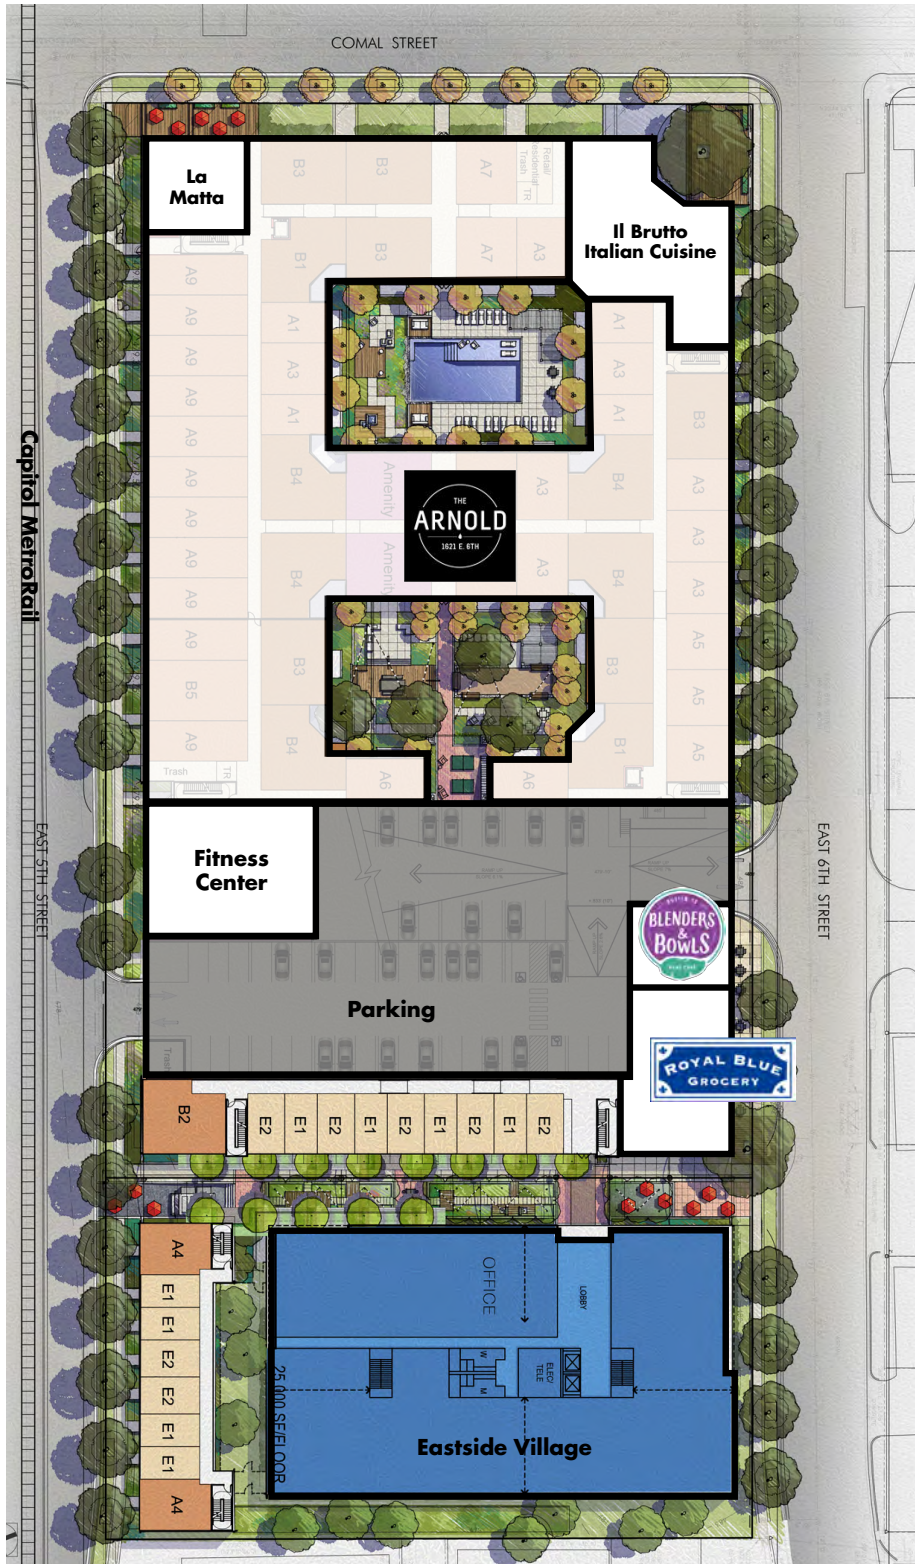 COMAL STREET
La
Matta
B3
B3
A7
Retail/
Residential
Trash
TR
Il Brutto
Italian Cuisine
B1
A7
A3
A9
A9
A9
A9
A9
A9
A9
A9
A9
A9
B5
A9
A1
A3
A1
B4
Amenity
A1
A3
A1
B3
B4
A3
A3
THE
ARNOLD
1621 E. 6TH
Amenity
B4
A3
B4
A3
B3
B3
A5
A5
A5
B4
B1
A6
A6
Trash
TR
Capitol MetroRail
EAST 5TH STREET
EAST 6TH STREET
Fitness
Center
BLENDERS
&
BOWLS
Parking
Trash
ROYAL BLUE
GROCERY
B2
E2
E1
E2
E1
E2
E1
E2
E1
E2
A4
E1
E1
E2
E2
E1
E1
A4
OFFICE
LOBBY
W
M
ELEC/
TELE
25,000 SF/FLOOR
Eastside Village